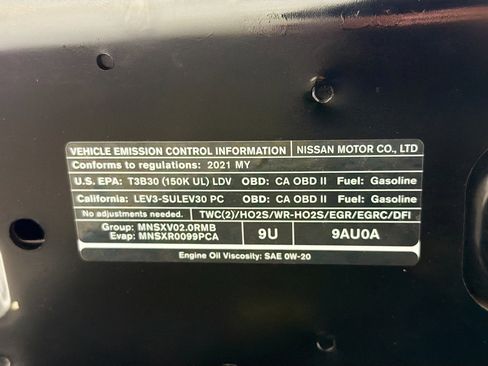 VEHICLE EMISSION CONTROL INFORMATION NISSAN MOTOR CO., LTD
Conforms to regulations: 2021 MY
U.S. EPA: T3B30 (150K UL) LDV OBD: CA OBD II Fuel: Gasoline
California: LEV3-SULEV30 PC OBD: CA OBD II Fuel: Gasoline
No adjustments needed. TWC(2)/HO2S/WR-HO2S/EGR/EGRC/DFI
Group: MNSXV02.0RMB
Evap: MNSXR0099PCA
9U 9AU0A
Engine Oil Viscosity: SAE 0W-20